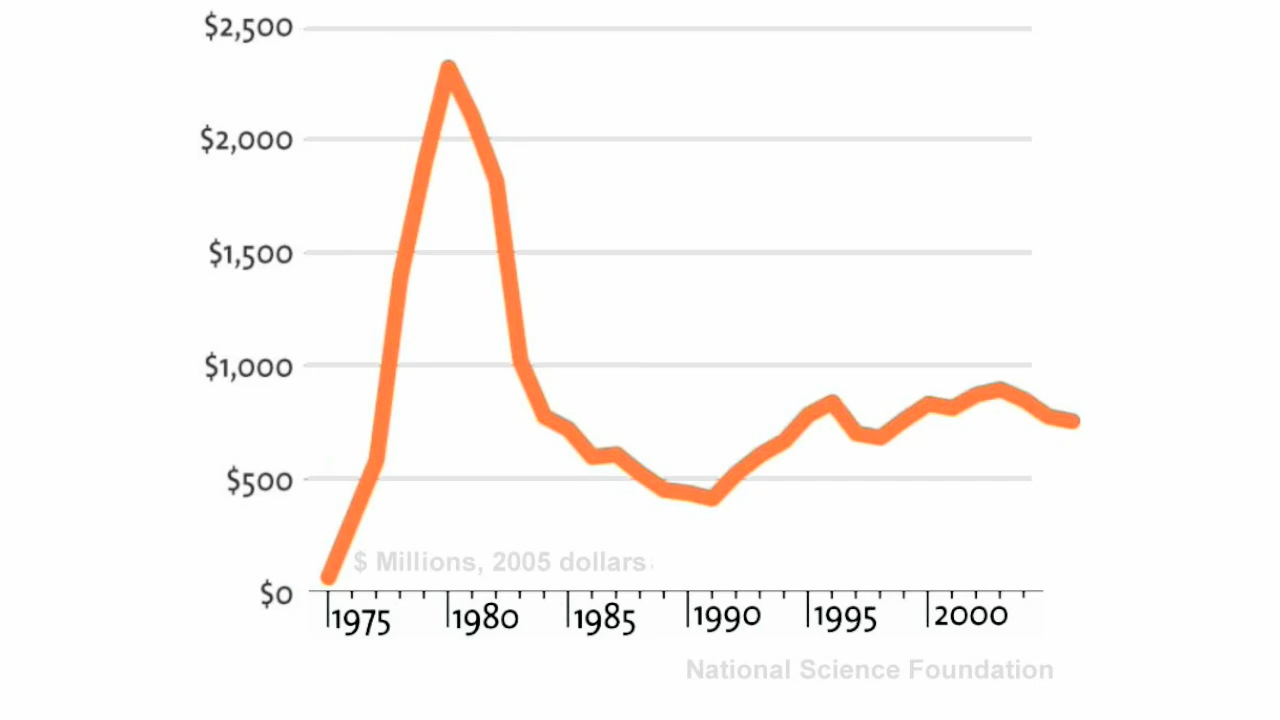 $2,500
$2,000
$1,500
$1,000
$500
$ Millions, 2005 dollars
$0
1975 1980 1985 1990 1995 2000
National Science Foundation